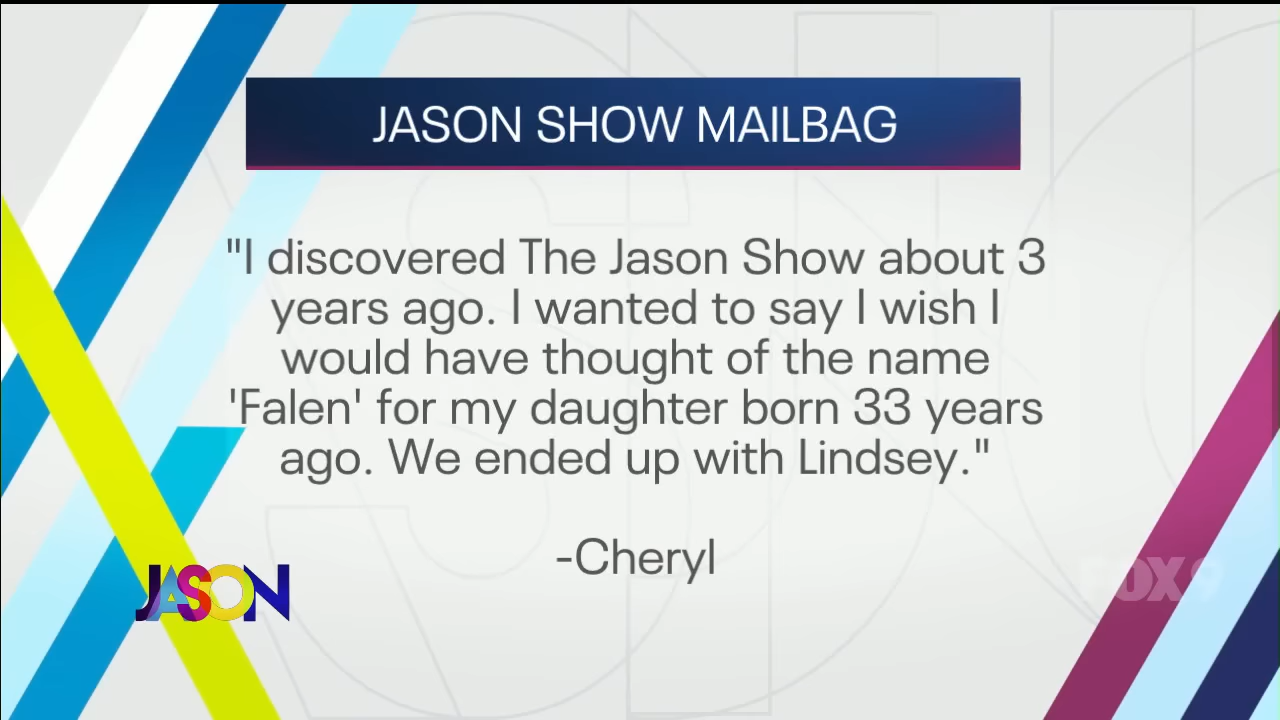 JASON SHOW MAILBAG
"I discovered The Jason Show about 3
years ago. I wanted to say I wish I
would have thought of the name
'Falen' for my daughter born 33 years
ago. We ended up with Lindsey."
-Cheryl
JASON
FOX9